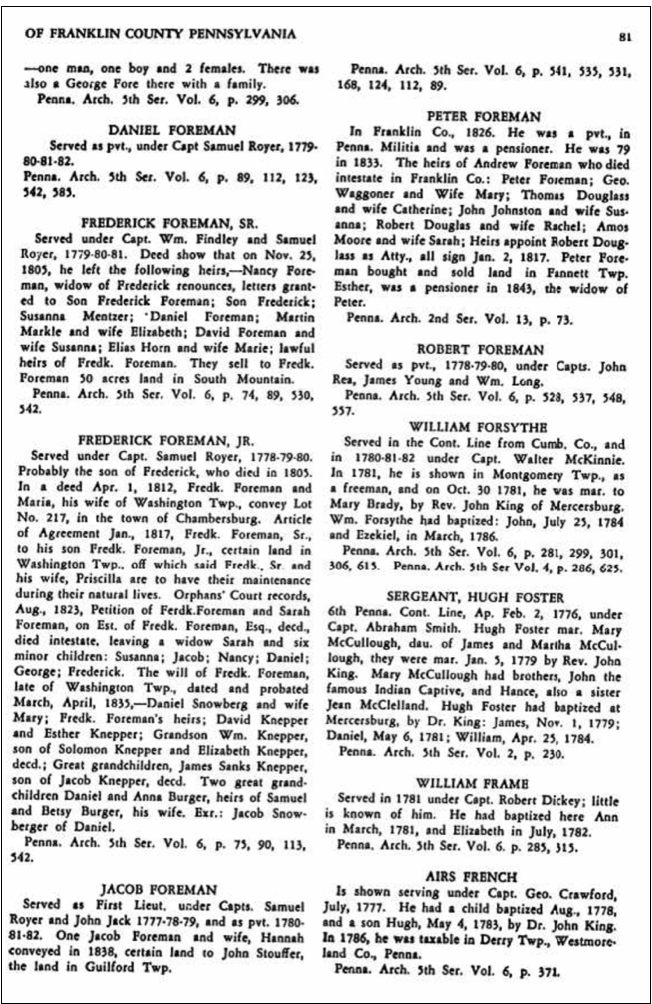 OF FRANKLIN COUNTY PENNSYLVANIA
81
—one man, one boy and 2 females. There was
also a George Fore there with a family.
Penna. Arch. 5th Ser. Vol. 6, p. 299, 306.
DANIEL FOREMAN
Served as pvt., under Capt Samuel Royer, 1779-
80-81-82.
Penna. Arch. 5th Ser. Vol. 6, p. 89, 112, 123,
542, 585.
FREDERICK FOREMAN, SR.
Served under Capt. Wm. Findley and Samuel
Royer, 1779-80-81. Deed show that on Nov. 25,
1805, he left the following heirs,—Nancy Fore-
man, widow of Frederick renounces, letters grant-
ed to Son Frederick Foreman; Son Frederick;
Susanna Mentzer; Daniel Foreman; Martin
Markle and wife Elizabeth; David Foreman and
wife Susanna; Elias Horn and wife Marie; lawful
heirs of Fredk. Foreman. They sell to Fredk.
Foreman 50 acres land in South Mountain.
Penna. Arch. 5th Ser. Vol. 6, p. 74, 89, 530,
542.
FREDERICK FOREMAN, JR.
Served under Capt. Samuel Royer, 1778-79-80.
Probably the son of Frederick, who died in 1805.
In a deed Apr. 1, 1812, Fredk. Foreman and
Maria, his wife of Washington Twp., convey Lot
No. 217, in the town of Chambersburg. Article
of Agreement Jan., 1817, Fredk. Foreman, Sr.,
to his son Fredk. Foreman, Jr., certain land in
Washington Twp., off which said Fredk., Sr. and
his wife, Priscilla are to have their maintenance
during their natural lives. Orphans' Court records,
Aug., 1823, Petition of Ferdk.Foreman and Sarah
Foreman, on Est. of Fredk. Foreman, Esq., decd.,
died intestate, leaving a widow Sarah and six
minor children: Susanna; Jacob; Nancy; Daniel;
George; Frederick. The will of Fredk. Foreman,
late of Washington Twp., dated and probated
March, April, 1835,—Daniel Snowberg and wife
Mary; Fredk. Foreman's heirs; David Knepper
and Esther Knepper; Grandson Wm. Knepper,
son of Solomon Knepper and Elizabeth Knepper,
decd.; Great grandchildren, James Sanks Knepper,
son of Jacob Knepper, decd. Two great grand-
children Daniel and Anna Burger, heirs of Samuel
and Betsy Burger, his wife. Exr.: Jacob Snow-
berger of Daniel.
Penna. Arch. 5th Ser. Vol. 6, p. 75, 90, 113,
542.
JACOB FOREMAN
Served as First Lieut. under Capts. Samuel
Royer and John Jack 1777-78-79, and as pvt. 1780-
81-82. One Jacob Foreman and wife, Hannah
conveyed in 1838, certain land to John Stouffer,
the land in Guilford Twp.
Penna. Arch. 5th Ser. Vol. 6, p. 541, 535, 531,
168, 124, 112, 89.
PETER FOREMAN
In Franklin Co., 1826. He was a pvt., in
Penna. Militia and was a pensioner. He was 79
in 1833. The heirs of Andrew Foreman who died
intestate in Franklin Co.: Peter Foreman; Geo.
Waggoner and Wife Mary; Thomas Douglass
and wife Catherine; John Johnston and wife Sus-
anna; Robert Douglas and wife Rachel; Amos
Moore and wife Sarah; Heirs appoint Robert Doug-
lass as Atty., all sign Jan. 2, 1817. Peter Fore-
man bought and sold land in Fannett Twp.
Esther, was a pensioner in 1843, the widow of
Peter.
Penna. Arch. 2nd Ser. Vol. 13, p. 73.
ROBERT FOREMAN
Served as pvt., 1778-79-80, under Capts. John
Rea, James Young and Wm. Long.
Penna. Arch. 5th Ser. Vol. 6, p. 528, 537, 548,
557.
WILLIAM FORSYTHE
Served in the Cont. Line from Cumb. Co., and
in 1780-81-82 under Capt. Walter McKinnie.
In 1781, he is shown in Montgomery Twp., as
a freeman, and on Oct. 30 1781, he was mar. to
Mary Brady, by Rev. John King of Mercersburg.
Wm. Forsythe had baptized: John, July 25, 1784
and Ezekiel, in March, 1786.
Penna. Arch. 5th Ser. Vol. 6, p. 281, 299, 301,
306, 615. Penna. Arch. 5th Ser Vol. 4, p. 286, 625.
SERGEANT, HUGH FOSTER
6th Penna. Cont. Line, Ap. Feb. 2, 1776, under
Capt. Abraham Smith. Hugh Foster mar. Mary
McCullough, dau. of James and Martha McCul-
lough, they were mar. Jan. 5, 1779 by Rev. John
King. Mary McCullough had brothers, John the
famous Indian Captive, and Hance, also a sister
Jean McClelland. Hugh Foster had baptized at
Mercersburg, by Dr. King: James, Nov. 1, 1779;
Daniel, May 6, 1781; William, Apr. 25, 1784.
Penna. Arch. 5th Ser. Vol. 2, p. 230.
WILLIAM FRAME
Served in 1781 under Capt. Robert Dickey; little
is known of him. He had baptized here Ann
in March, 1781, and Elizabeth in July, 1782.
Penna. Arch. 5th Ser. Vol. 6. p. 285, 315.
AIRS FRENCH
Is shown serving under Capt. Geo. Crawford,
July, 1777. He had a child baptized Aug., 1778,
and a son Hugh, May 4, 1783, by Dr. John King.
In 1786, he was taxable in Derry Twp., Westmore-
land Co., Penna.
Penna. Arch. 5th Ser. Vol. 6, p. 371.